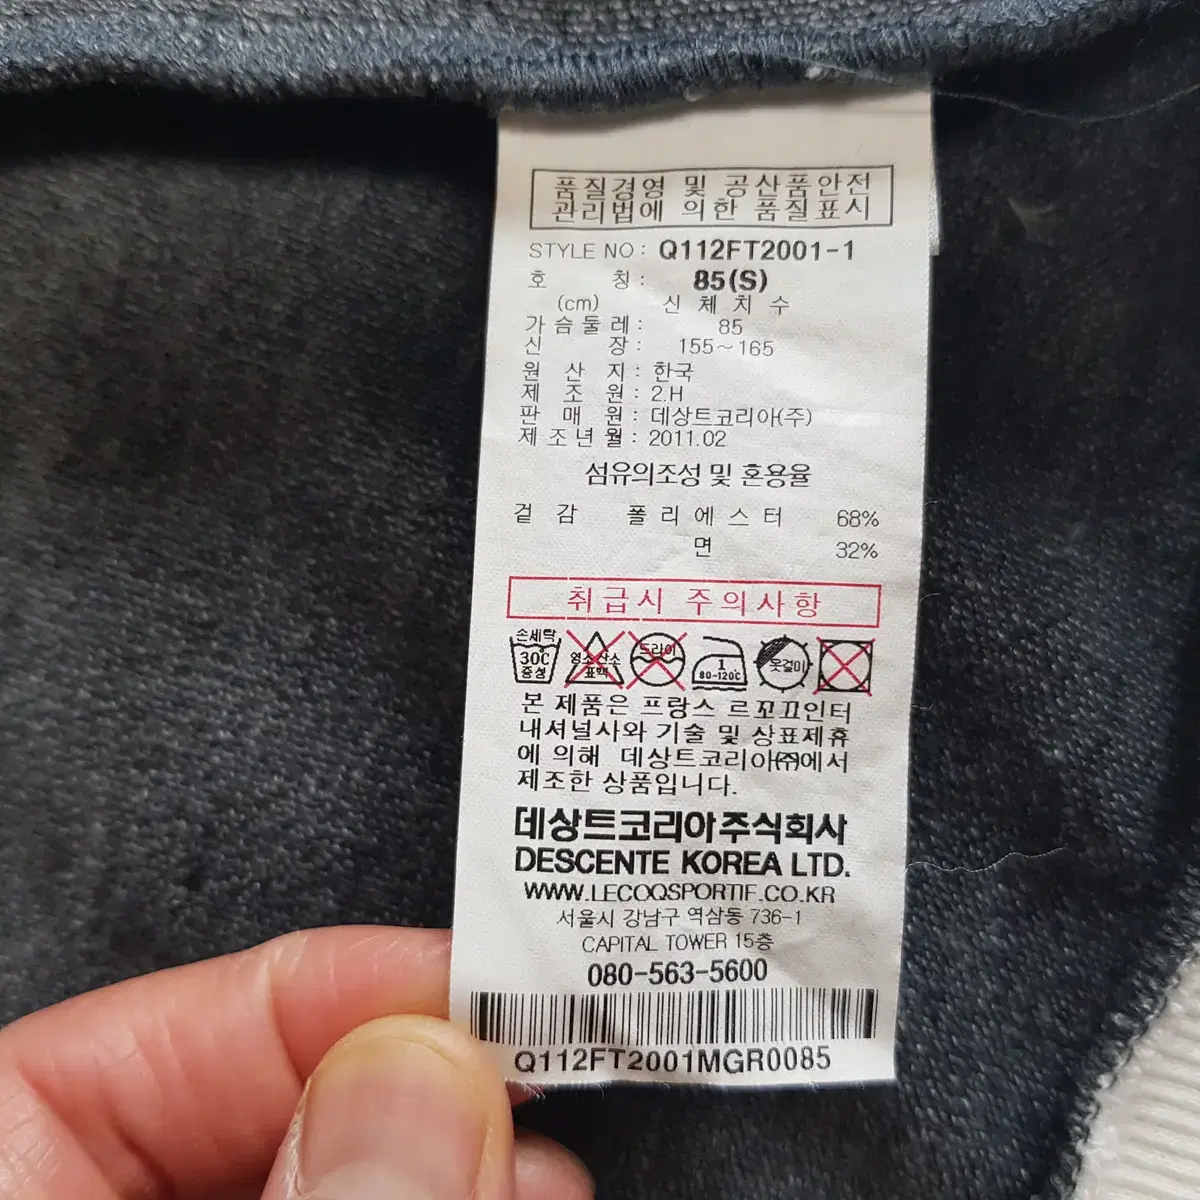 품질경영 및 공산품안전
관리법에 의한 품질표시
STYLE NO : Q112FT2001-1
호 칭 : 85(S)
(cm) 신 체 치 수
가 슴 둘 레 : 85
신 장 : 155~165
원 산 지 : 한국
제 조 원 : 2.H
판 매 원 : 데상트코리아(주)
제 조 년 월 : 2011.02
섬유의조성 및 혼용율
겉 감 폴 리 에 스 터 68%
면 32%
취급시 주의사항
손세탁 30℃ 중성
염소산소 표백
드라이
1 80~120℃
옷걸이
본 제품은 프랑스 르꼬끄인터
내셔널사와 기술 및 상표제휴
에 의해 데상트코리아㈜에서
제조한 상품입니다.
데상트코리아주식회사
DESCENTE KOREA LTD.
WWW.LECOQSPORTIF.CO.KR
서울시 강남구 역삼동 736-1
CAPITAL TOWER 15층
080-563-5600
Q112FT2001MGR0085